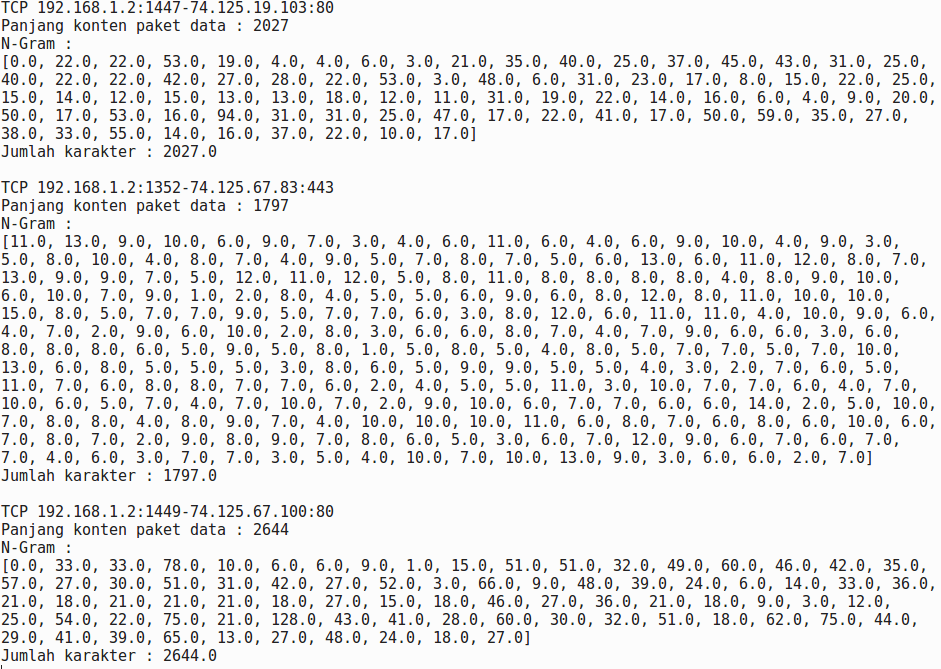 TCP 192.168.1.2:1447-74.125.19.103:80
Panjang konten paket data : 2027
N-Gram :
[0.0, 22.0, 22.0, 53.0, 19.0, 4.0, 4.0, 6.0, 3.0, 21.0, 35.0, 40.0, 25.0, 37.0, 45.0, 43.0, 31.0, 25.0,
40.0, 22.0, 22.0, 42.0, 27.0, 28.0, 22.0, 53.0, 3.0, 48.0, 6.0, 31.0, 23.0, 17.0, 8.0, 15.0, 22.0, 25.0,
15.0, 14.0, 12.0, 15.0, 13.0, 13.0, 18.0, 12.0, 11.0, 31.0, 19.0, 22.0, 14.0, 16.0, 6.0, 4.0, 9.0, 20.0,
50.0, 17.0, 53.0, 16.0, 94.0, 31.0, 31.0, 25.0, 47.0, 17.0, 22.0, 41.0, 17.0, 50.0, 59.0, 35.0, 27.0,
38.0, 33.0, 55.0, 14.0, 16.0, 37.0, 22.0, 10.0, 17.0]
Jumlah karakter : 2027.0
TCP 192.168.1.2:1352-74.125.67.83:443
Panjang konten paket data : 1797
N-Gram :
[11.0, 13.0, 9.0, 10.0, 6.0, 9.0, 7.0, 3.0, 4.0, 6.0, 11.0, 6.0, 4.0, 6.0, 9.0, 10.0, 4.0, 9.0, 3.0,
5.0, 8.0, 10.0, 4.0, 8.0, 7.0, 4.0, 9.0, 5.0, 7.0, 8.0, 7.0, 5.0, 6.0, 13.0, 6.0, 11.0, 12.0, 8.0, 7.0,
13.0, 9.0, 9.0, 7.0, 5.0, 12.0, 11.0, 12.0, 5.0, 8.0, 11.0, 8.0, 8.0, 8.0, 8.0, 4.0, 8.0, 9.0, 10.0,
6.0, 10.0, 7.0, 9.0, 1.0, 2.0, 8.0, 4.0, 5.0, 5.0, 6.0, 9.0, 6.0, 8.0, 12.0, 8.0, 11.0, 10.0, 10.0,
15.0, 8.0, 5.0, 7.0, 7.0, 9.0, 5.0, 7.0, 7.0, 6.0, 3.0, 8.0, 12.0, 6.0, 11.0, 11.0, 4.0, 10.0, 9.0, 6.0,
4.0, 7.0, 2.0, 9.0, 6.0, 10.0, 2.0, 8.0, 3.0, 6.0, 6.0, 8.0, 7.0, 4.0, 7.0, 9.0, 6.0, 6.0, 3.0, 6.0,
8.0, 8.0, 8.0, 6.0, 5.0, 9.0, 5.0, 8.0, 1.0, 5.0, 8.0, 5.0, 4.0, 8.0, 5.0, 7.0, 7.0, 5.0, 7.0, 10.0,
13.0, 6.0, 8.0, 5.0, 5.0, 5.0, 3.0, 8.0, 6.0, 5.0, 9.0, 9.0, 5.0, 5.0, 4.0, 3.0, 2.0, 7.0, 6.0, 5.0,
11.0, 7.0, 6.0, 8.0, 8.0, 7.0, 7.0, 6.0, 2.0, 4.0, 5.0, 5.0, 11.0, 3.0, 10.0, 7.0, 7.0, 6.0, 4.0, 7.0,
10.0, 6.0, 5.0, 7.0, 4.0, 7.0, 10.0, 7.0, 2.0, 9.0, 10.0, 6.0, 7.0, 7.0, 6.0, 6.0, 14.0, 2.0, 5.0, 10.0,
7.0, 8.0, 8.0, 4.0, 8.0, 9.0, 7.0, 4.0, 10.0, 10.0, 10.0, 11.0, 6.0, 8.0, 7.0, 6.0, 8.0, 6.0, 10.0, 6.0,
7.0, 8.0, 7.0, 2.0, 9.0, 8.0, 9.0, 7.0, 8.0, 6.0, 5.0, 3.0, 6.0, 7.0, 12.0, 9.0, 6.0, 7.0, 6.0, 7.0,
7.0, 4.0, 6.0, 3.0, 7.0, 7.0, 3.0, 5.0, 4.0, 10.0, 7.0, 10.0, 13.0, 9.0, 3.0, 6.0, 6.0, 2.0, 7.0]
Jumlah karakter : 1797.0
TCP 192.168.1.2:1449-74.125.67.100:80
Panjang konten paket data : 2644
N-Gram :
[0.0, 33.0, 33.0, 78.0, 10.0, 6.0, 6.0, 9.0, 1.0, 15.0, 51.0, 51.0, 32.0, 49.0, 60.0, 46.0, 42.0, 35.0,
57.0, 27.0, 30.0, 51.0, 31.0, 42.0, 27.0, 52.0, 3.0, 66.0, 9.0, 48.0, 39.0, 24.0, 6.0, 14.0, 33.0, 36.0,
21.0, 18.0, 21.0, 21.0, 21.0, 18.0, 27.0, 15.0, 18.0, 46.0, 27.0, 36.0, 21.0, 18.0, 9.0, 3.0, 12.0,
25.0, 54.0, 22.0, 75.0, 21.0, 128.0, 43.0, 41.0, 28.0, 60.0, 30.0, 32.0, 51.0, 18.0, 62.0, 75.0, 44.0,
29.0, 41.0, 39.0, 65.0, 13.0, 27.0, 48.0, 24.0, 18.0, 27.0]
Jumlah karakter : 2644.0